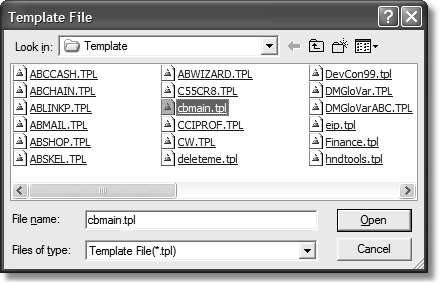 Template File
Look in: Template
ABCCASH.TPL ABWIZARD.TPL DevCon99.tpl
ABCHAIN.TPL C55CR8.TPL DMGloVar.TPL
ABLINKP.TPL cbmain.tpl DMGloVarABC.TPL
ABMAIL.TPL CCIPROF.TPL eip.tpl
ABSHOP.TPL CW.TPL Finance.tpl
ABSKEL.TPL deleteme.tpl hndtools.tpl
File name: cbmain.tpl Open
Files of type: Template File(*.tpl) Cancel